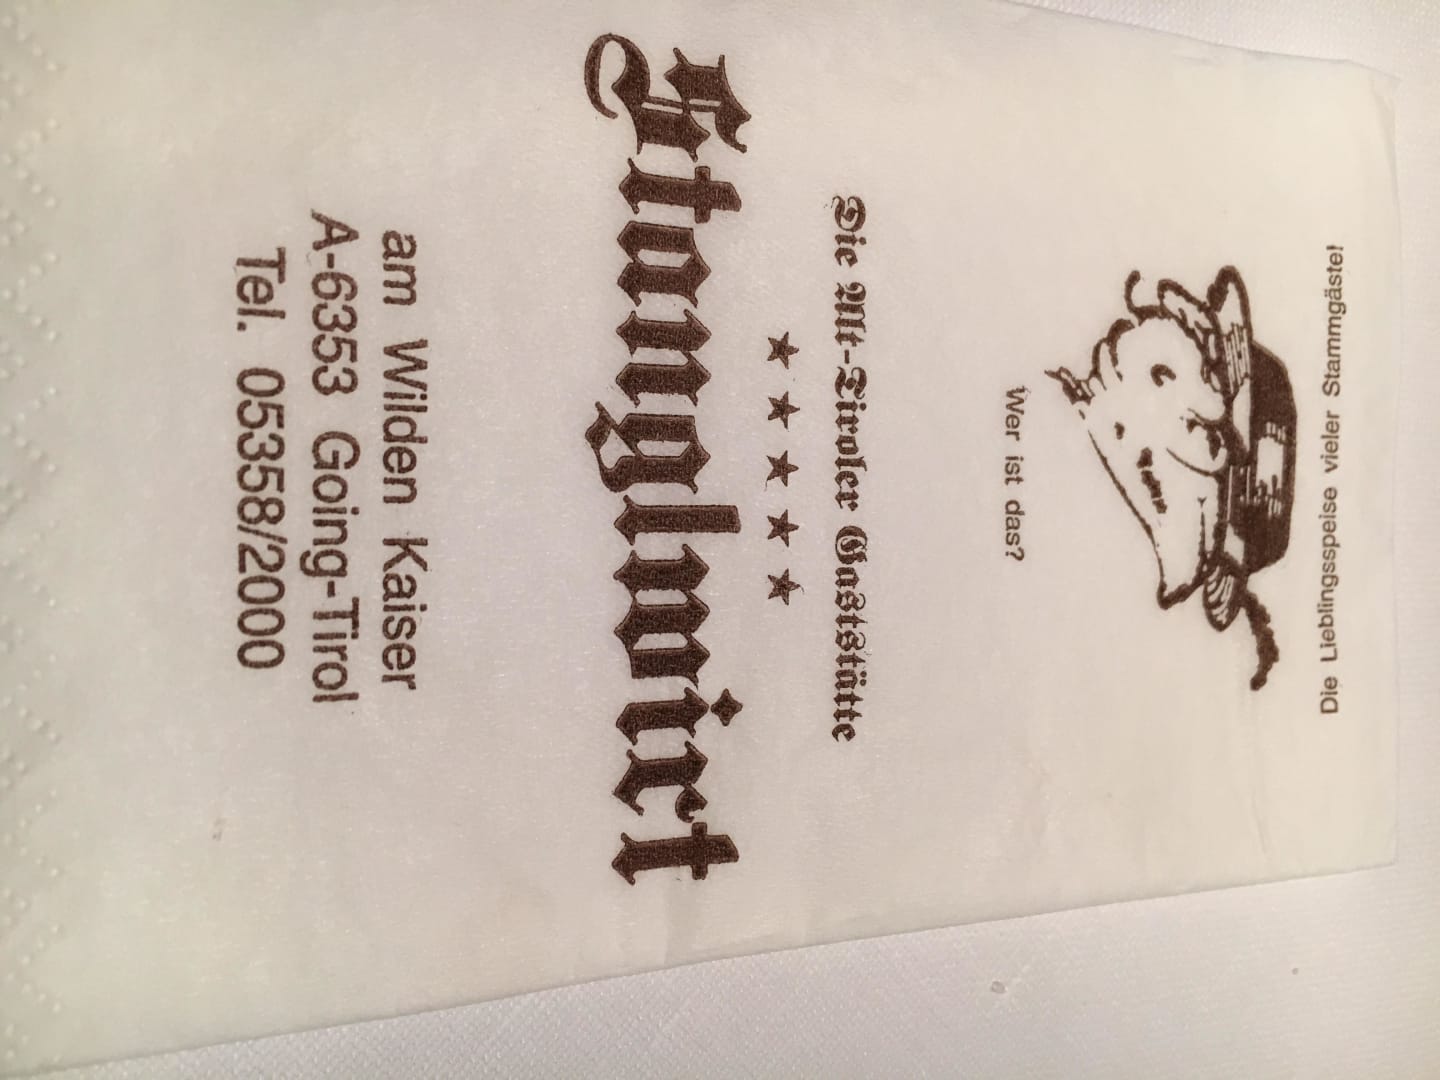 Die Lieblingsspeise vieler Stammgäste!
Wer ist das?
Die Alt-Tiroler Gaststätte
Stanglwirt
am Wilden Kaiser
A-6353 Going-Tirol
Tel. 05358/2000